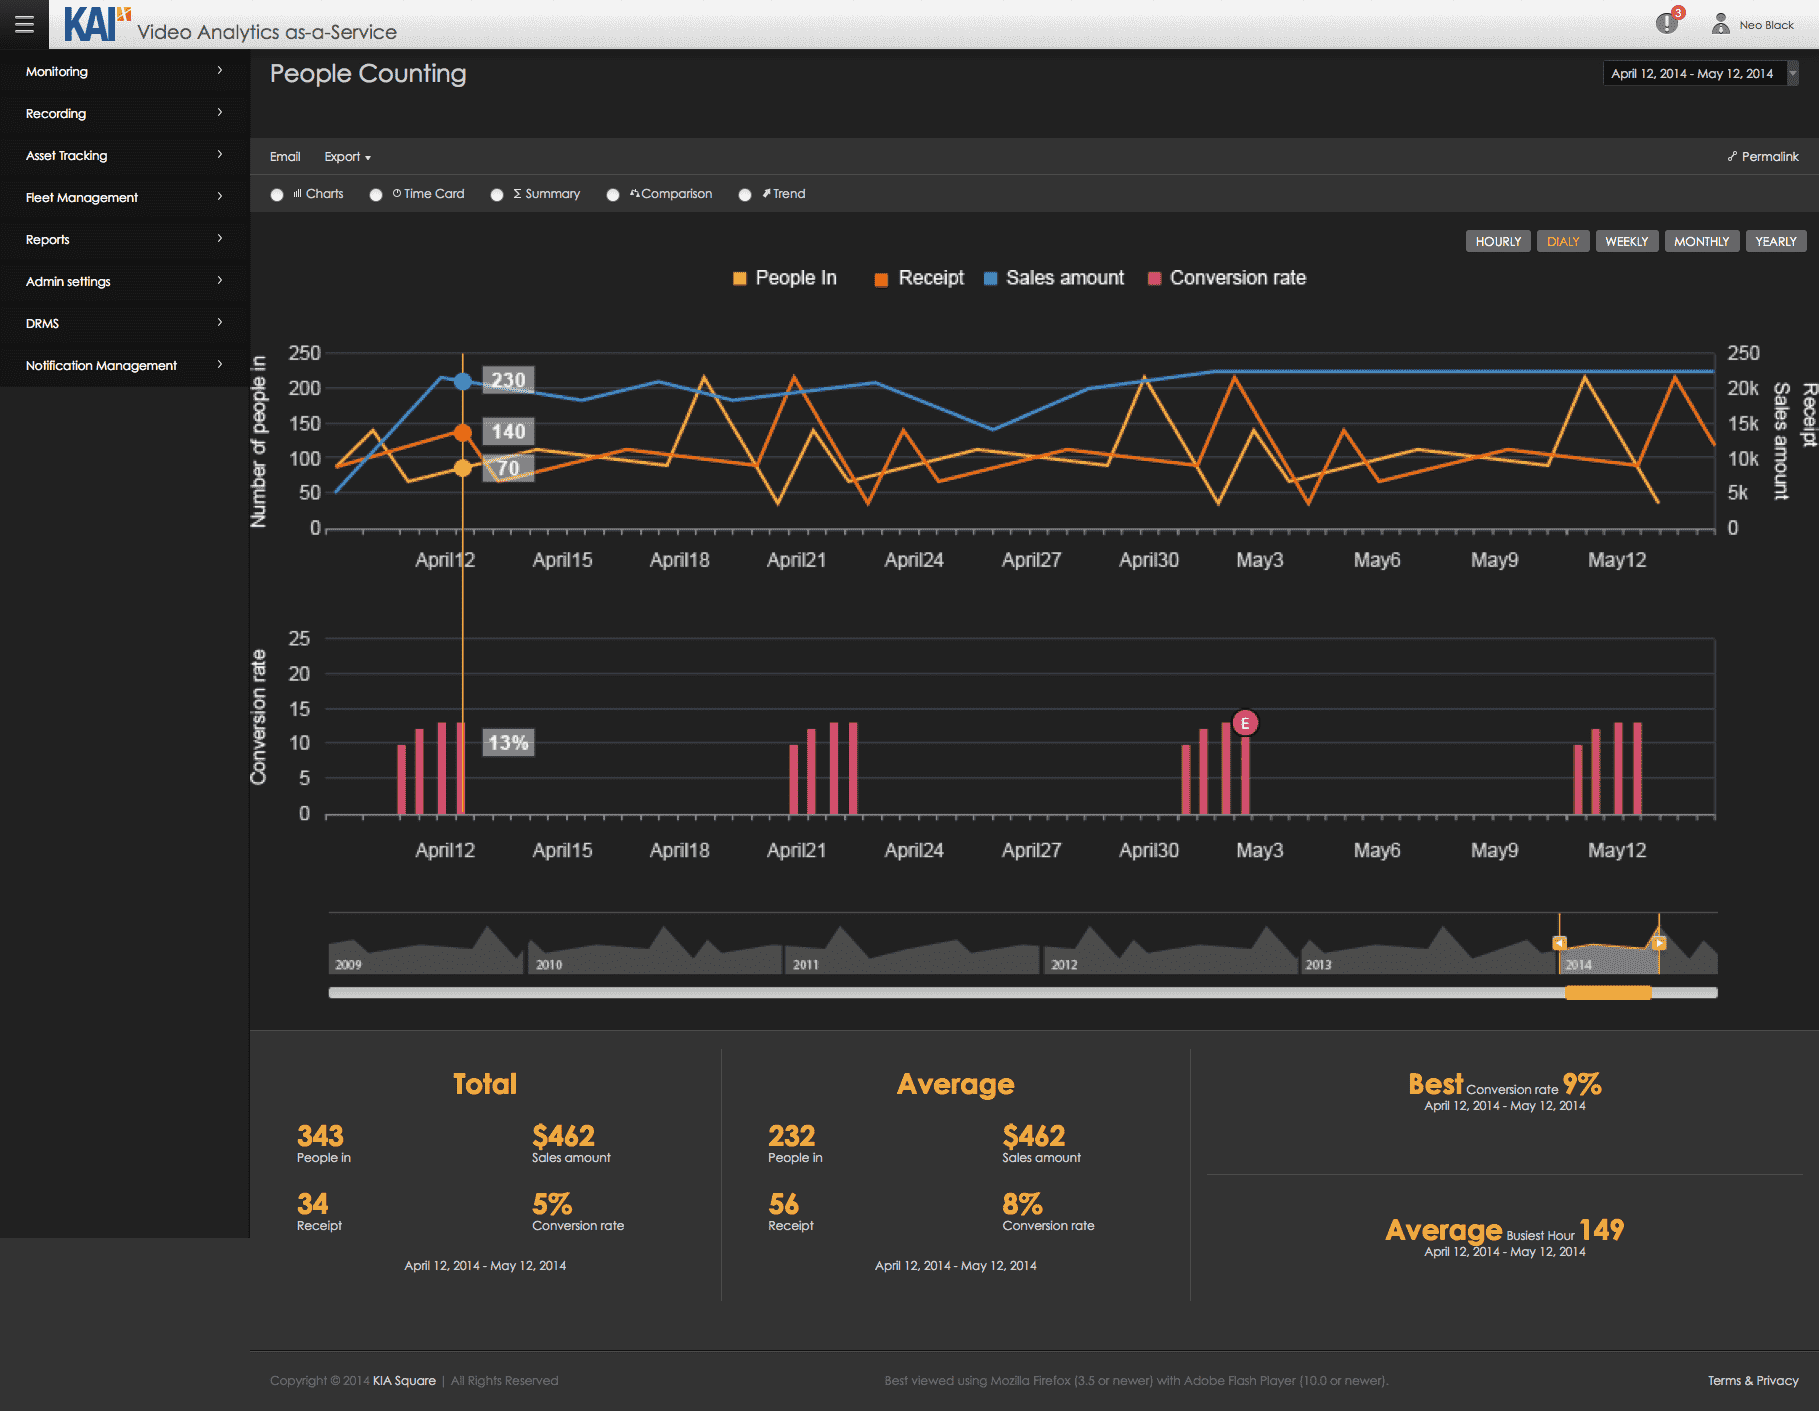 KAI Video Analytics as-a-Service
3
Neo Black
Monitoring
Recording
Asset Tracking
Fleet Management
Reports
Admin settings
DRMS
Notification Management
People Counting
April 12, 2014 - May 12, 2014
Email Export
Permalink
Charts Time Card Σ Summary Comparison Trend
HOURLY DIALY WEEKLY MONTHLY YEARLY
People In Receipt Sales amount Conversion rate
Number of people in
250
200
150
100
50
0
230
140
70
250
20k
15k
10k
5k
0
Sales amount
Receipt
April12 April15 April18 April21 April24 April27 April30 May3 May6 May9 May12
Conversion rate
25
20
15
10
5
0
13%
E
April12 April15 April18 April21 April24 April27 April30 May3 May6 May9 May12
2009 2010 2011 2012 2013 2014
Total
343
People in
$462
Sales amount
34
Receipt
5%
Conversion rate
April 12, 2014 - May 12, 2014
Average
232
People in
$462
Sales amount
56
Receipt
8%
Conversion rate
April 12, 2014 - May 12, 2014
Best Conversion rate 9%
April 12, 2014 - May 12, 2014
Average Busiest Hour 149
April 12, 2014 - May 12, 2014
Copyright © 2014 KIA Square | All Rights Reserved
Best viewed using Mozilla Firefox (3.5 or newer) with Adobe Flash Player (10.0 or newer).
Terms & Privacy